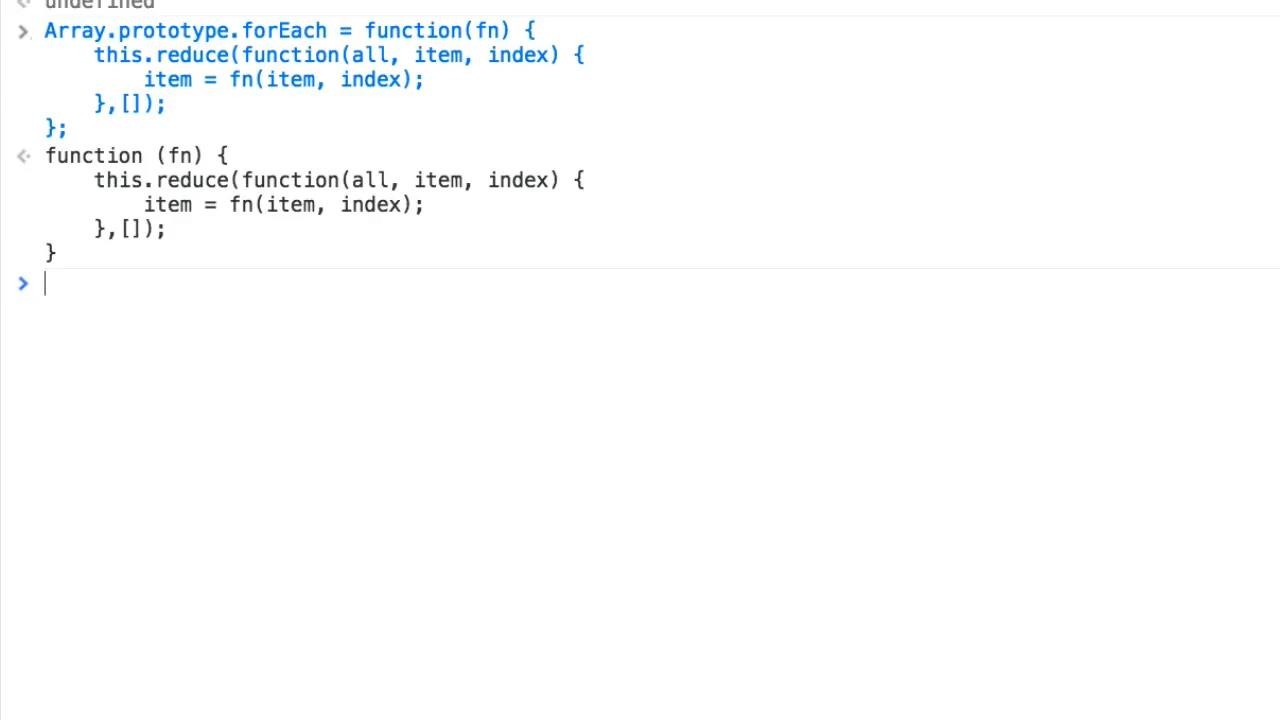 undefined
Array.prototype.forEach = function(fn) {
    this.reduce(function(all, item, index) {
        item = fn(item, index);
    },[]);
};
function (fn) {
    this.reduce(function(all, item, index) {
        item = fn(item, index);
    },[]);
}